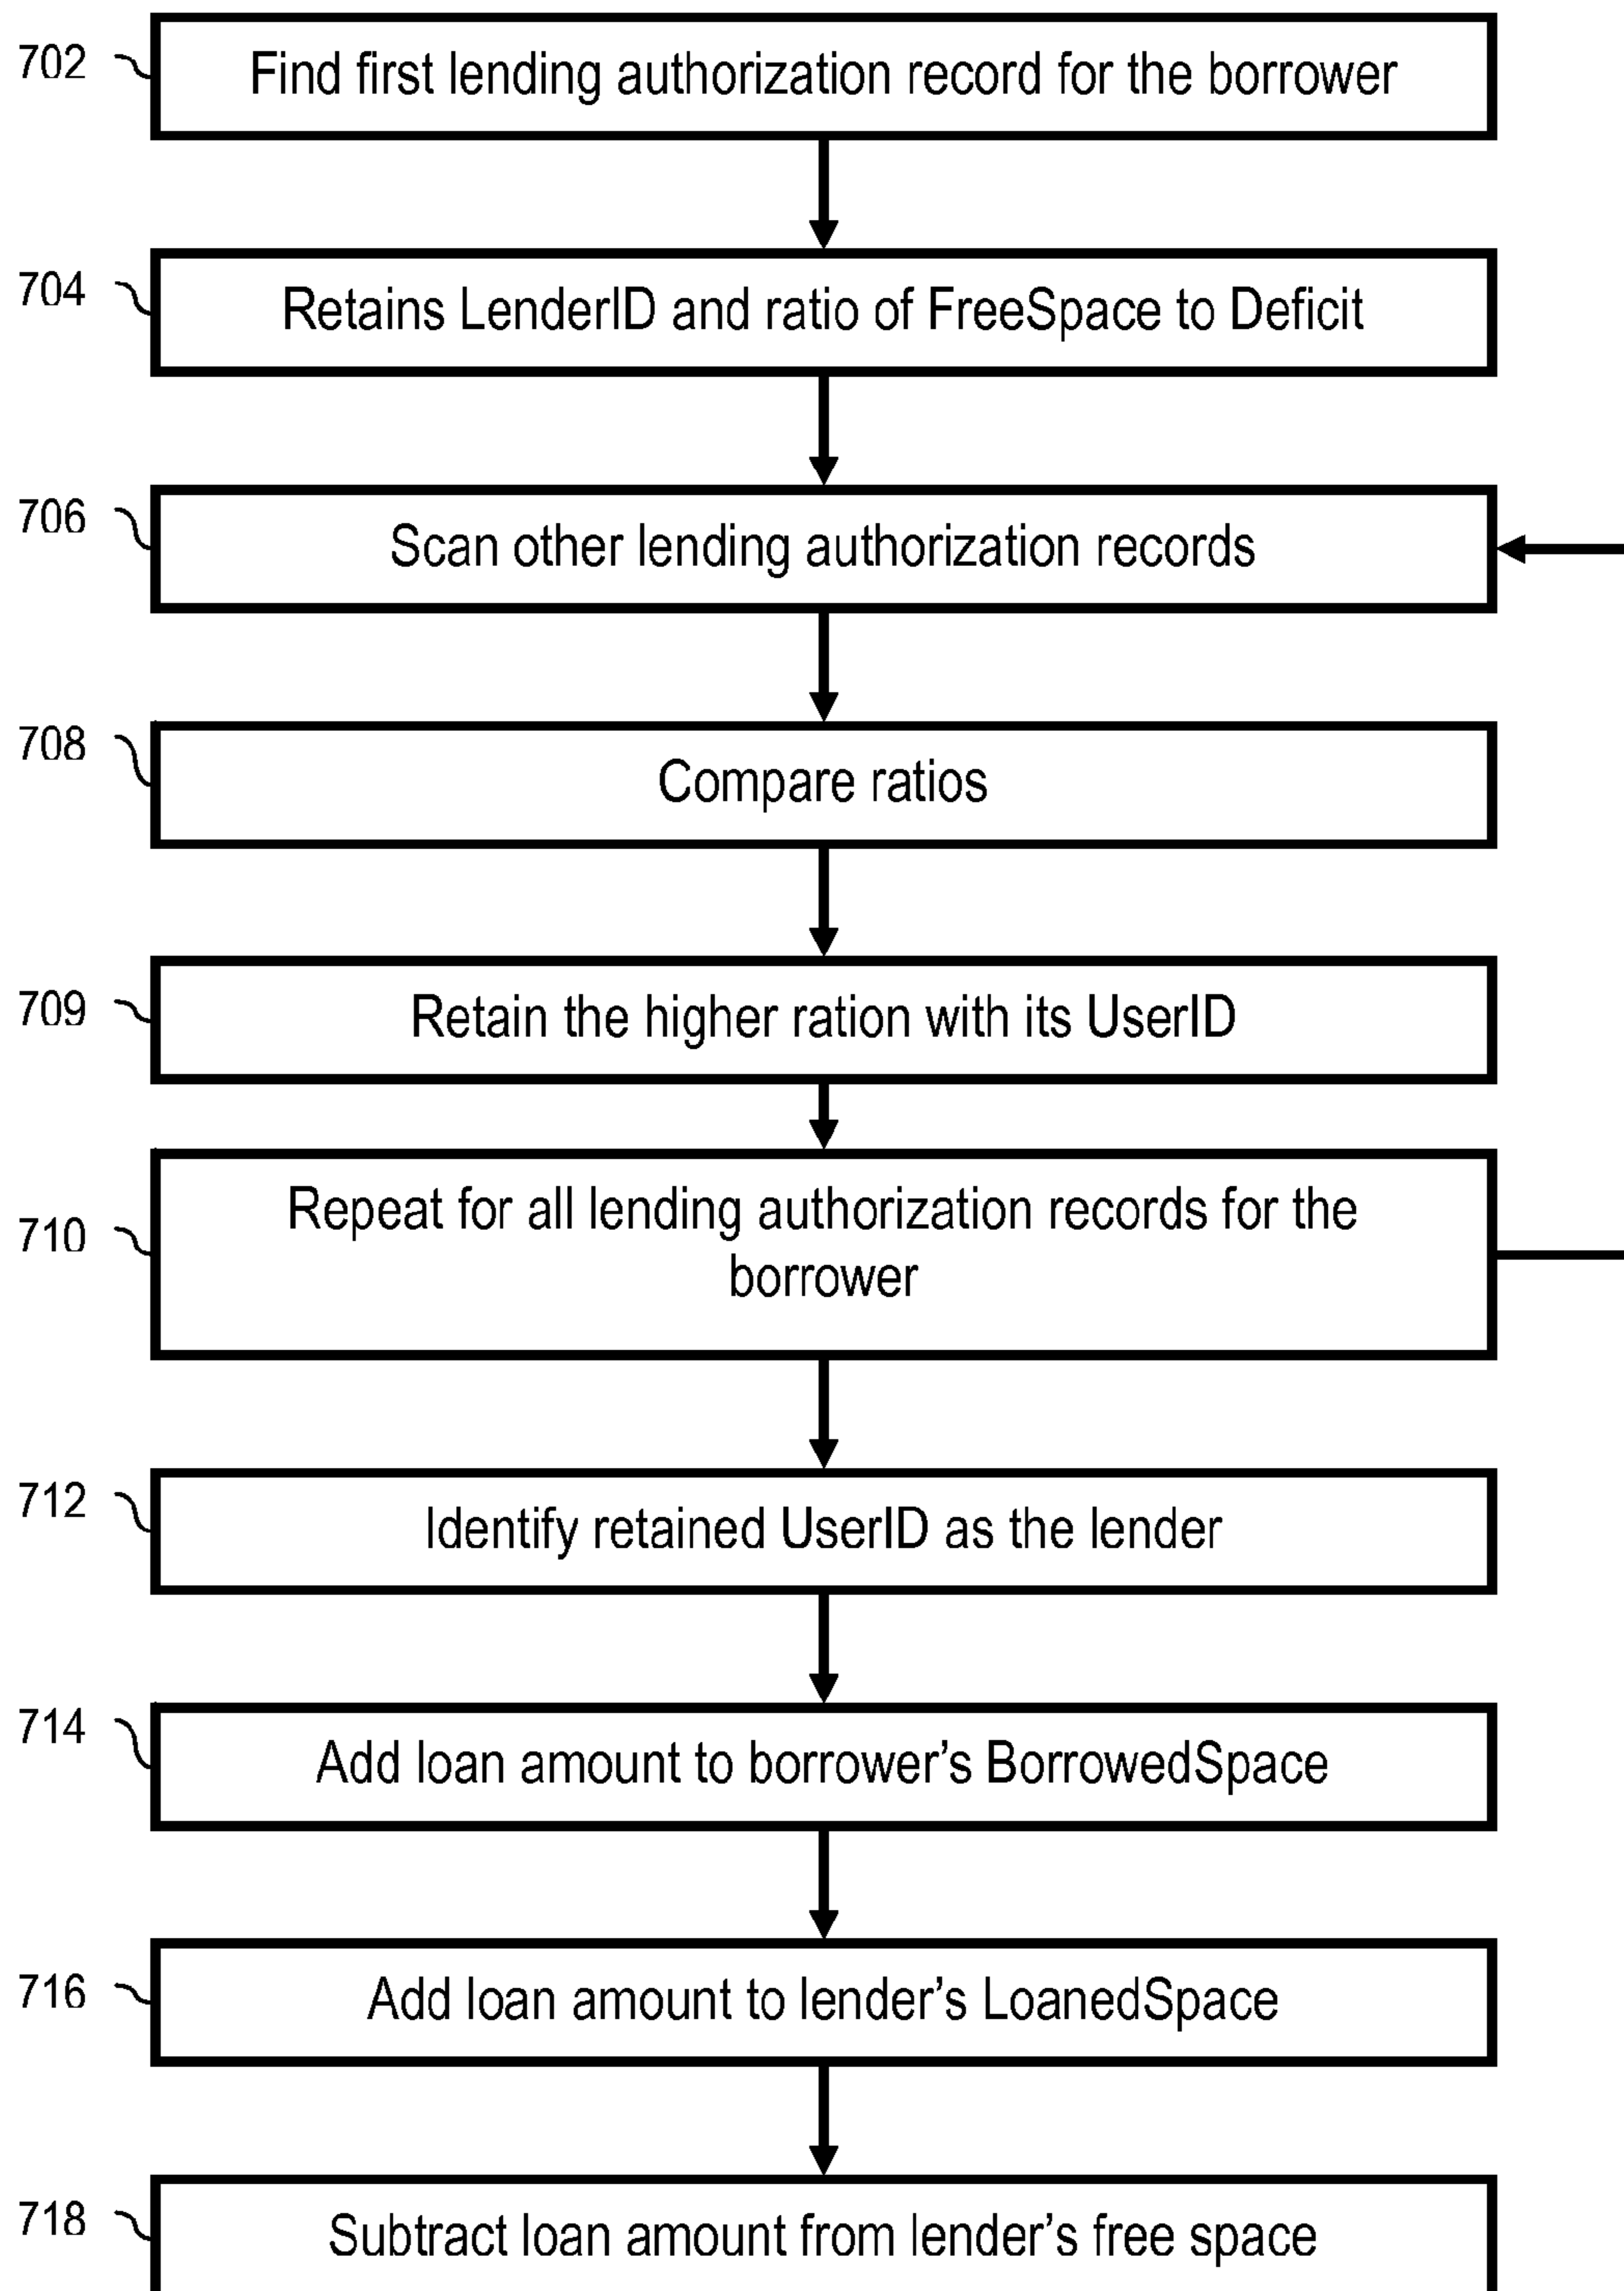 702
Find first lending authorization record for the borrower
704
Retains LenderID and ratio of FreeSpace to Deficit
706
Scan other lending authorization records
708
Compare ratios
709
Retain the higher ration with its UserID
710
Repeat for all lending authorization records for the
borrower
712
Identify retained UserID as the lender
714
Add loan amount to borrower’s BorrowedSpace
716
Add loan amount to lender’s LoanedSpace
718
Subtract loan amount from lender’s free space